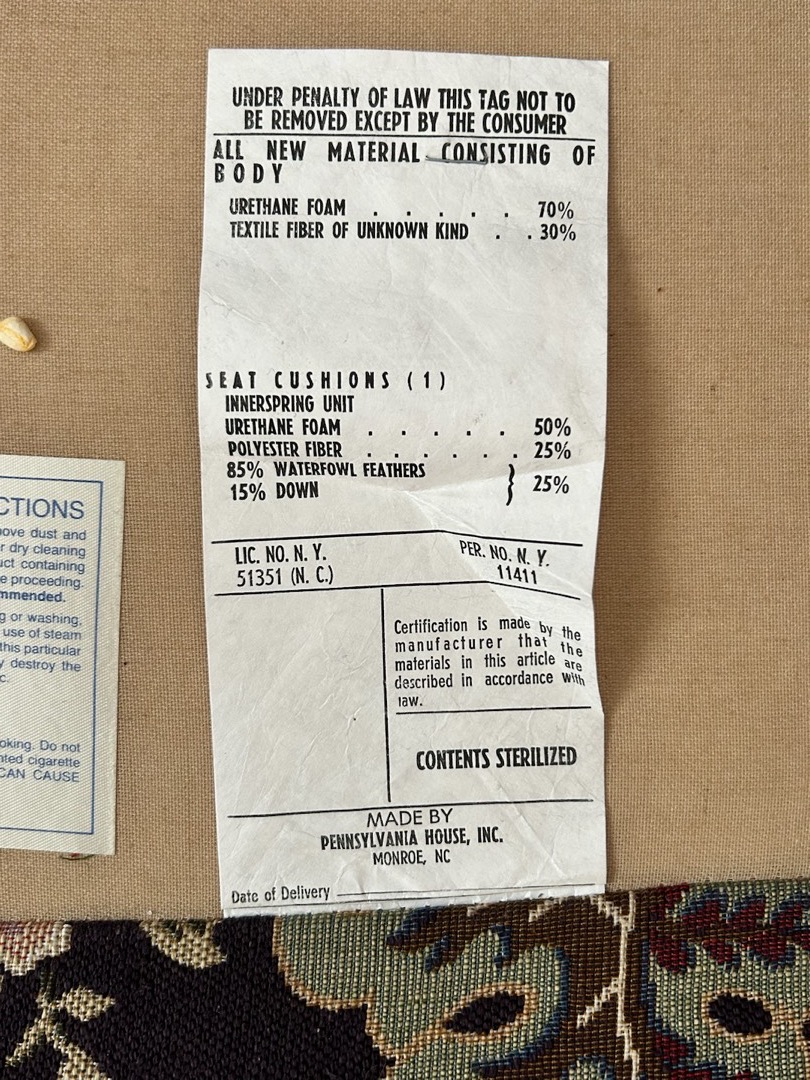 UNDER PENALTY OF LAW THIS TAG NOT TO
BE REMOVED EXCEPT BY THE CONSUMER
ALL NEW MATERIAL CONSISTING OF
BODY
URETHANE FOAM . . . . . 70%
TEXTILE FIBER OF UNKNOWN KIND . . 30%
SEAT CUSHIONS (1)
INNERSPRING UNIT
URETHANE FOAM . . . . . 50%
POLYESTER FIBER . . . . . . 25%
85% WATERFOWL FEATHERS
15% DOWN } 25%
LIC. NO. N. Y.
51351 (N. C.)
PER. NO. N. Y.
11411
Certification is made by the
manufacturer that the
materials in this article are
described in accordance with
law.
CONTENTS STERILIZED
MADE BY
PENNSYLVANIA HOUSE, INC.
MONROE, NC
Date of Delivery
CTIONS
ove dust and
r dry cleaning
uct containing
e proceeding.
mmended.
g or washing,
use of steam
this particular
y destroy the
c.
oking. Do not
hted cigarette
CAN CAUSE